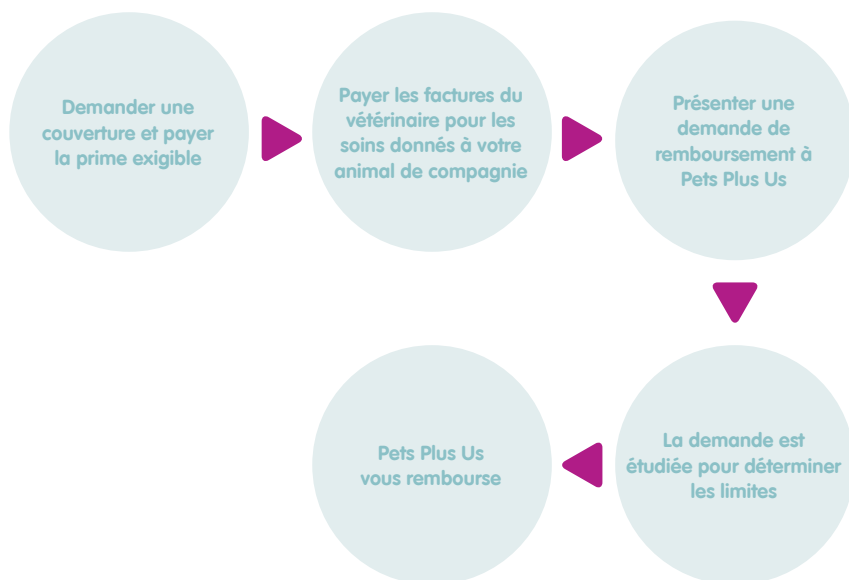 Demander une
couverture et payer
la prime exigible
Payer les factures du
vétérinaire pour les
soins donnés à votre
animal de compagnie
Présenter une
demande de
remboursement à
Pets Plus Us
La demande est
étudiée pour déterminer
les limites
Pets Plus Us
vous rembourse